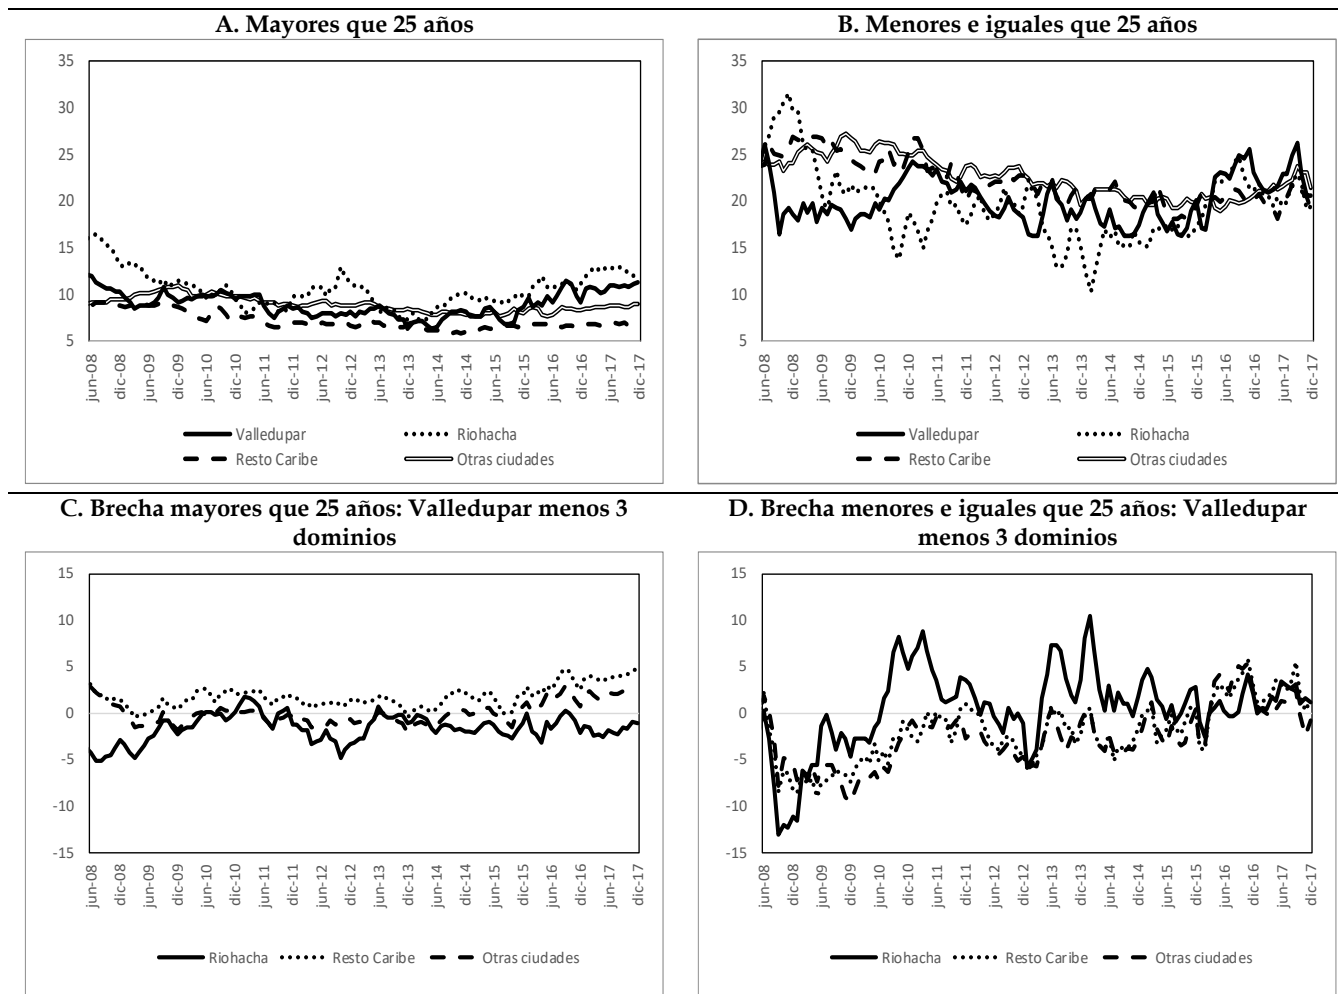 A. Mayores que 25 años
35
30
25
20
15
10
5
jun-08
dic-08
jun-09
dic-09
jun-10
dic-10
jun-11
dic-11
jun-12
dic-12
jun-13
dic-13
jun-14
dic-14
jun-15
dic-15
jun-16
dic-16
jun-17
dic-17
Valledupar
Riohacha
Resto Caribe
Otras ciudades
B. Menores e iguales que 25 años
35
30
25
20
15
10
5
jun-08
dic-08
jun-09
dic-09
jun-10
dic-10
jun-11
dic-11
jun-12
dic-12
jun-13
dic-13
jun-14
dic-14
jun-15
dic-15
jun-16
dic-16
jun-17
dic-17
Valledupar
Riohacha
Resto Caribe
Otras ciudades
C. Brecha mayores que 25 años: Valledupar menos 3
dominios
15
10
5
0
-5
-10
-15
jun-08
dic-08
jun-09
dic-09
jun-10
dic-10
jun-11
dic-11
jun-12
dic-12
jun-13
dic-13
jun-14
dic-14
jun-15
dic-15
jun-16
dic-16
jun-17
dic-17
Riohacha
Resto Caribe
Otras ciudades
D. Brecha menores e iguales que 25 años: Valledupar
menos 3 dominios
15
10
5
0
-5
-10
-15
jun-08
dic-08
jun-09
dic-09
jun-10
dic-10
jun-11
dic-11
jun-12
dic-12
jun-13
dic-13
jun-14
dic-14
jun-15
dic-15
jun-16
dic-16
jun-17
dic-17
Riohacha
Resto Caribe
Otras ciudades